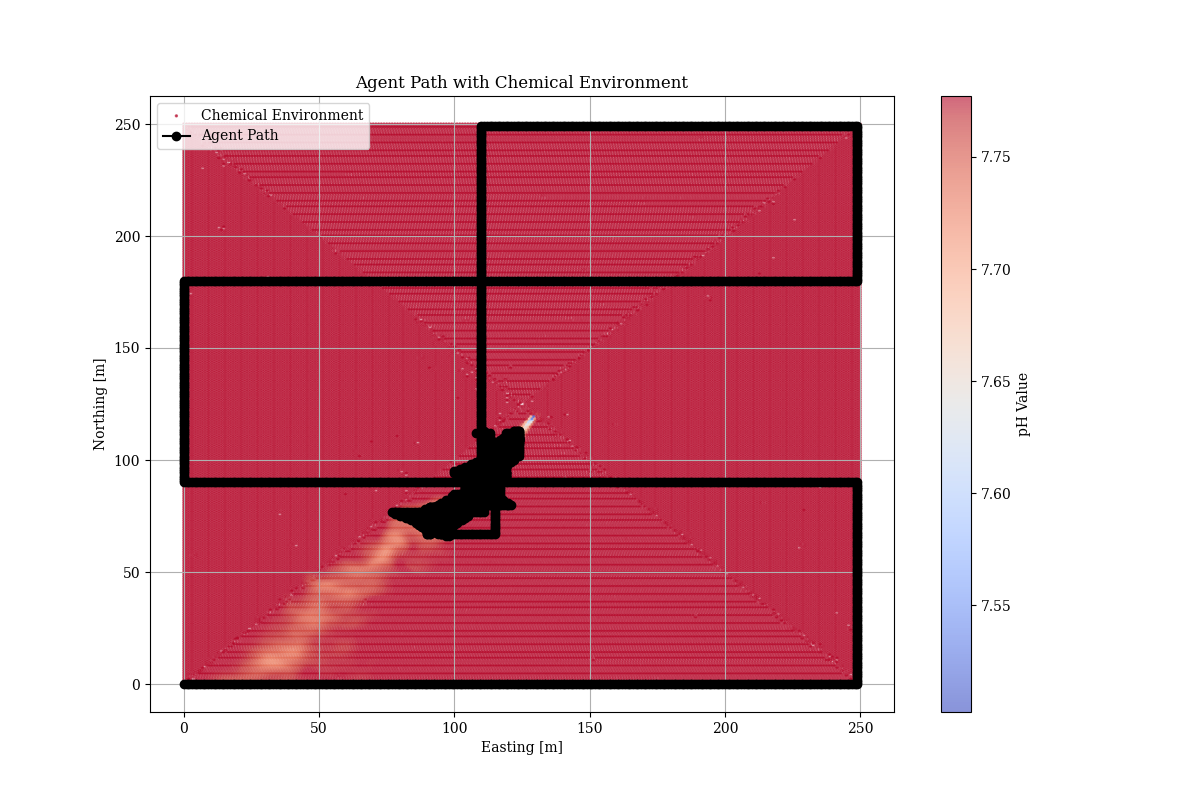 Agent Path with Chemical Environment
Chemical Environment
Agent Path
250
200
150
100
50
0
Northing [m]
0 50 100 150 200 250
Easting [m]
7.75
7.70
7.65
7.60
7.55
pH Value